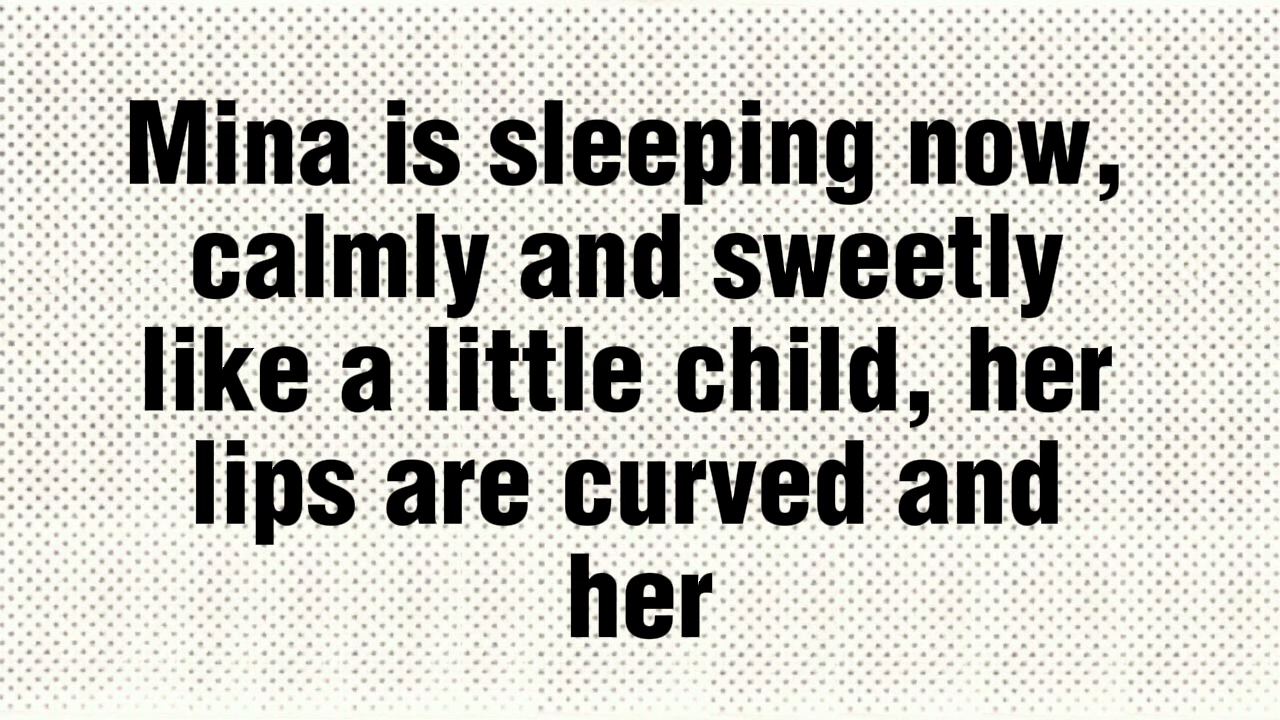 Mina is sleeping now,
calmly and sweetly
like a little child, her
lips are curved and
her